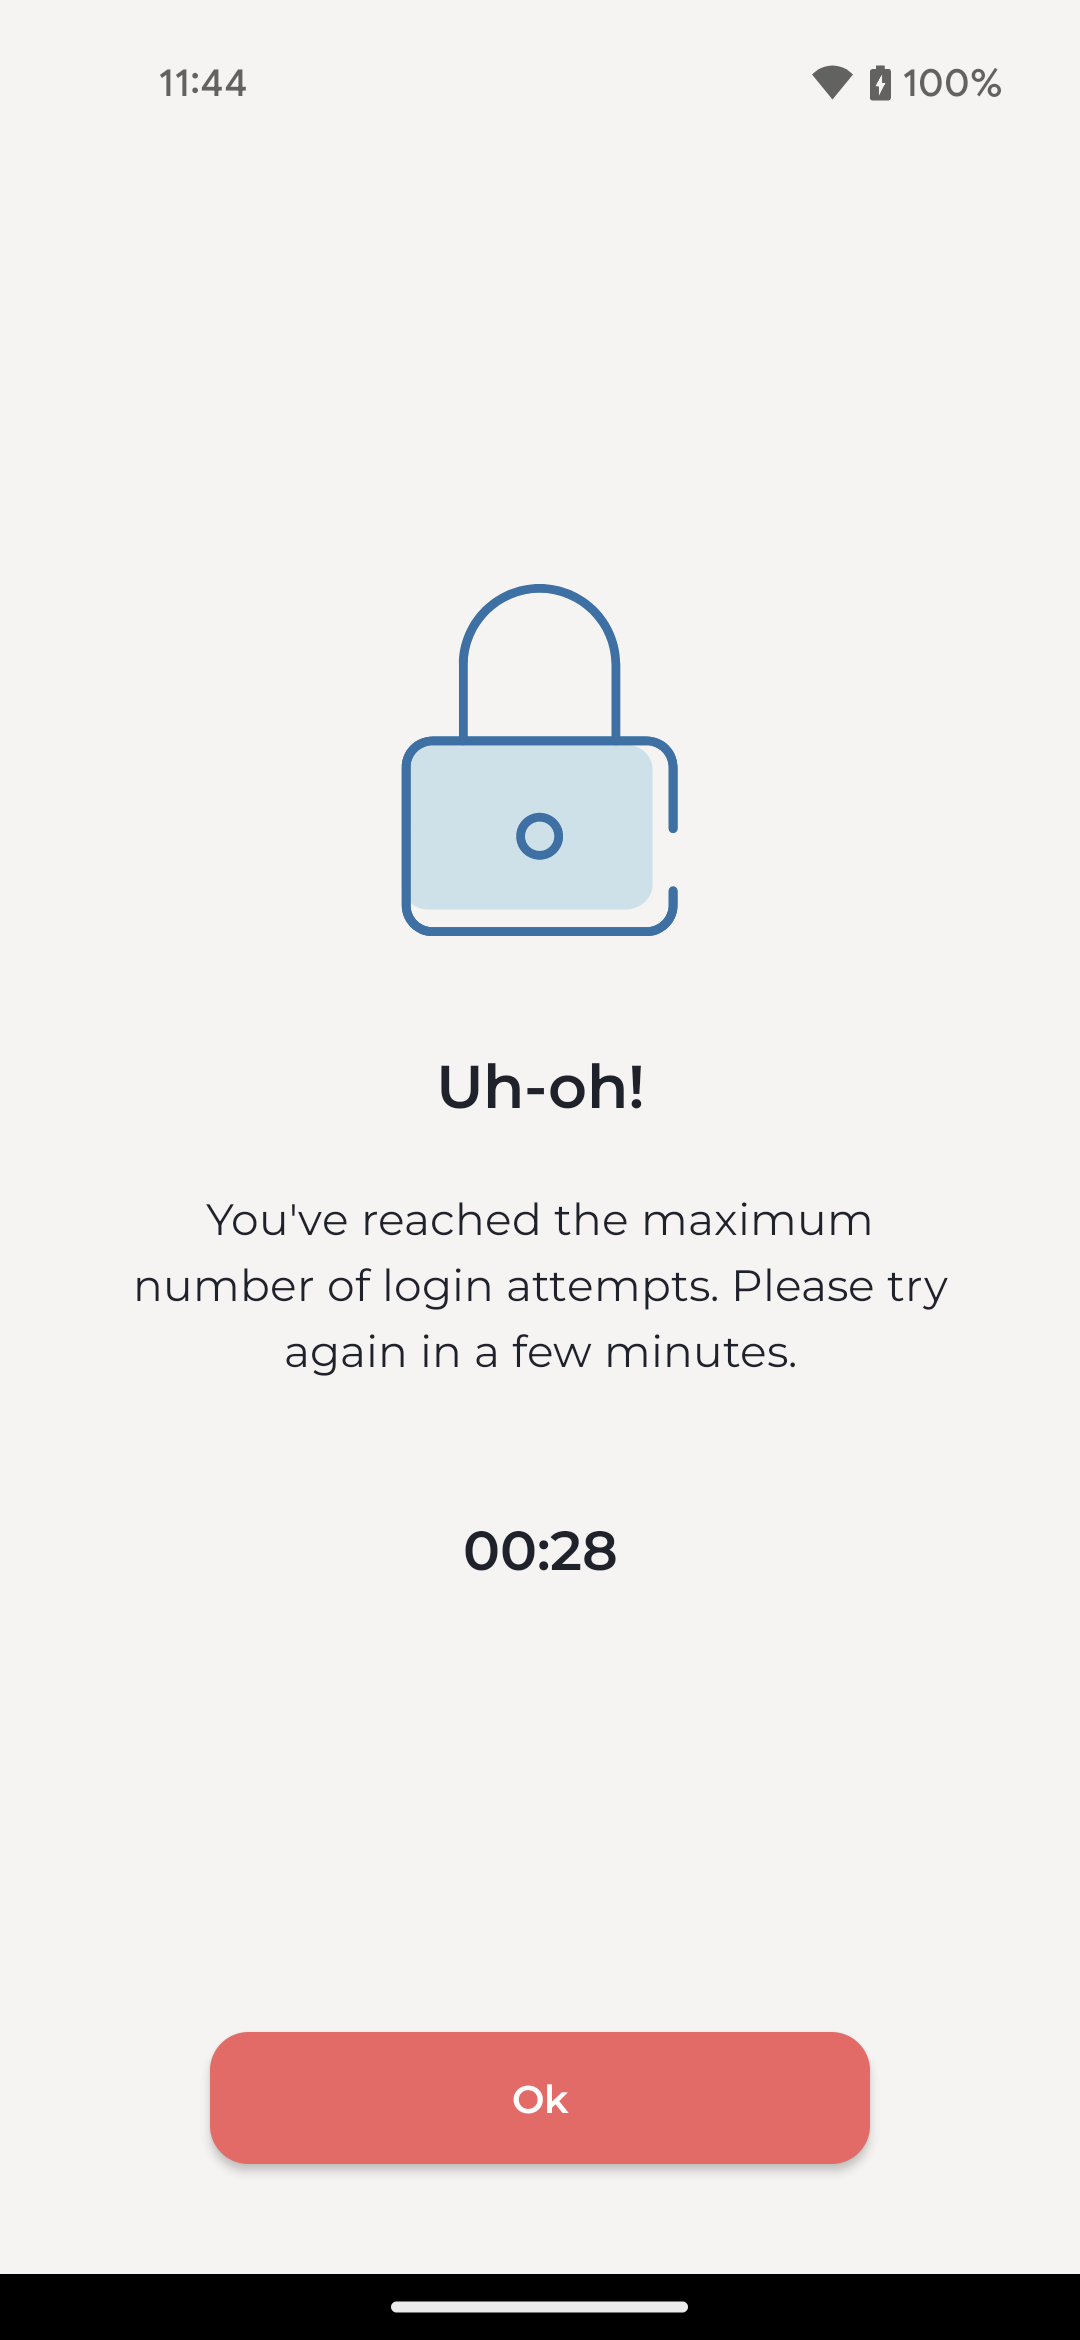 11:44
100%
Uh-oh!
You've reached the maximum
number of login attempts. Please try
again in a few minutes.
00:28
Ok